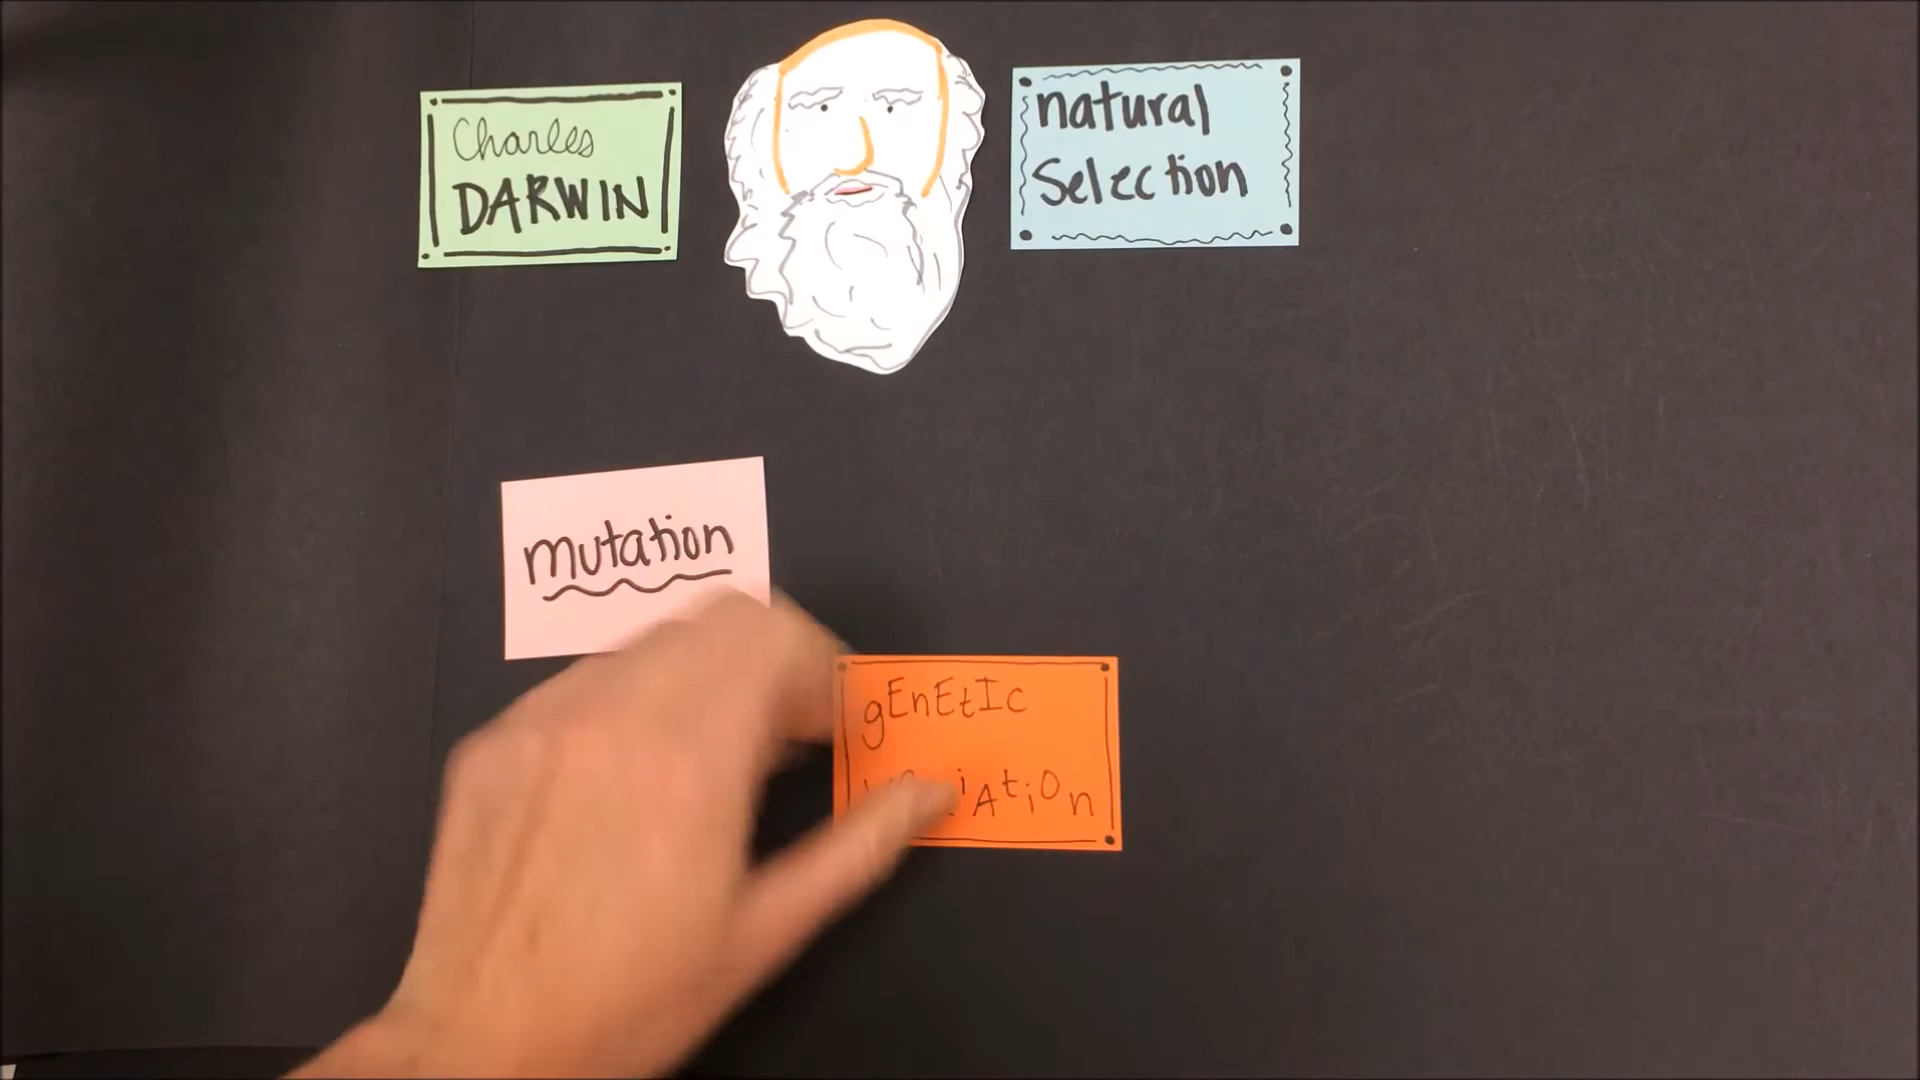 Charles
DARWIN
natural
Selection
mutation
gEnEtIc